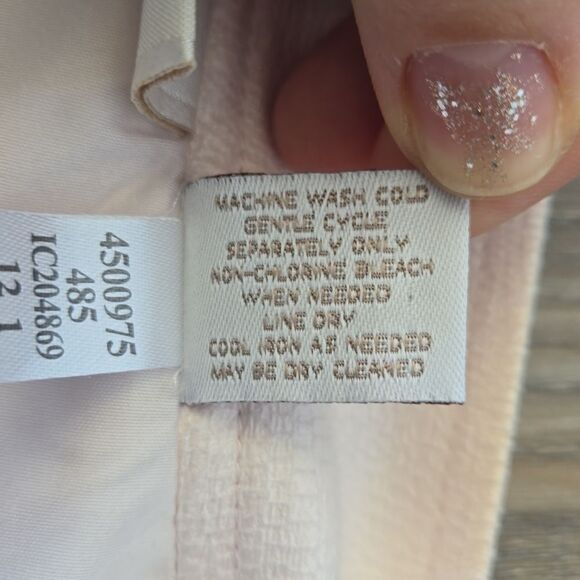 MACHINE WASH COLD
GENTLE CYCLE
SEPARATELY ONLY
NON-CHLORINE BLEACH
WHEN NEEDED
LINE DRY
COOL IRON AS NEEDED
MAY BE DRY CLEANED
4500975
485
IC204869
12 1